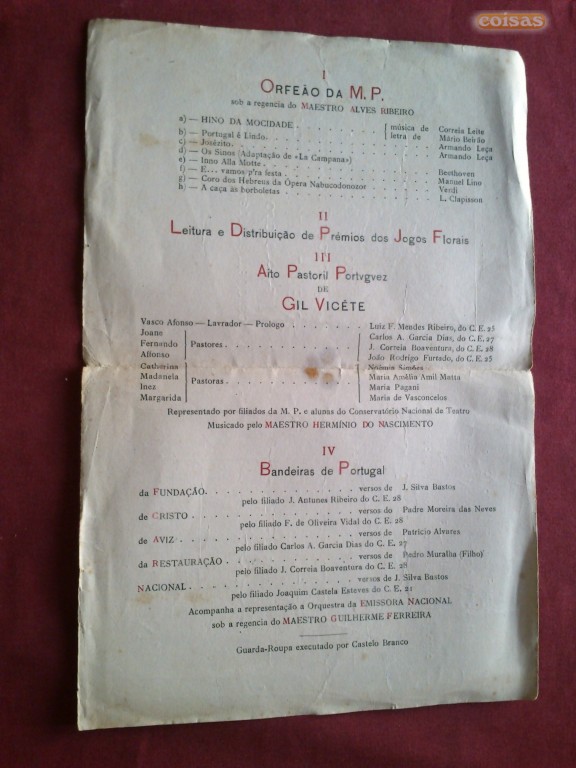 coisas
I
ORFEÃO DA M. P.
sob a regencia do MAESTRO ALVES RIBEIRO
a) — HINO DA MOCIDADE . . . . . . . . . { música de Correia Leite
letra de Mário Beirão
b) — Portugal é Lindo. . . . . . . . . . Armando Leça
c) — Josézito. . . . . . . . . . Armando Leça
d) — Os Sinos (Adaptação de «La Campana»)
e) — Inno Alla Motte . . . . . . . . . . Beethoven
f) — E... vamos p'ra festa . . . . . . . . . . Manuel Lino
g) — Coro dos Hebreus da Ópera Nabucodonozor . . . . . . Verdi
h) — A caça às borboletas . . . . . . . . . . L. Clapisson
II
Leitura e Distribuição de Prémios dos Jogos Florais
III
Aŭto Pastoril Portvgvez
DE
GIL VICẼTE
Vasco Afonso — Lavrador — Prologo . . . . . . . . Luiz F. Mendes Ribeiro, do C. E. 25
Joane Carlos A. Garcia Dias, do C. E. 27
Fernando Pastores . . . . . . . . . . J. Correia Boaventura, do C. E. 28
Affonso João Rodrigo Furtado, do C. E. 25
Catherina Noémia Simões
Madanela Pastoras . . . . . . . . . . Maria Amélia Amil Matta
Inez Maria Pagani
Margarida Maria de Vasconcelos
Representado por filiados da M. P. e alunas do Conservatório Nacional de Teatro
Musicado pelo MAESTRO HERMÍNIO DO NASCIMENTO
IV
Bandeiras de Portugal
da FUNDAÇÃO. . . . . . . . . . . versos de J. Silva Bastos
pelo filiado J. Antunes Ribeiro do C. E. 28
de CRISTO . . . . . . . . . . . versos do Padre Moreira das Neves
pelo filiado F. de Oliveira Vidal do C. E. 28
de AVIZ . . . . . . . . . . . versos de Patricio Alvares
pelo filiado Carlos A. Garcia Dias do C. E. 27
da RESTAURAÇÃO . . . . . . . . . . versos de Pedro Muralha (Filho)
pelo filiado J. Correia Boaventura do C. E. 28
NACIONAL . . . . . . . . . . . versos de J. Silva Bastos
pelo filiado Joaquim Castela Esteves do C. E. 21
Acompanha a representação a Orquestra da EMISSORA NACIONAL
sob a regencia do MAESTRO GUILHERME FERREIRA
Guarda-Roupa executado por Castelo Branco